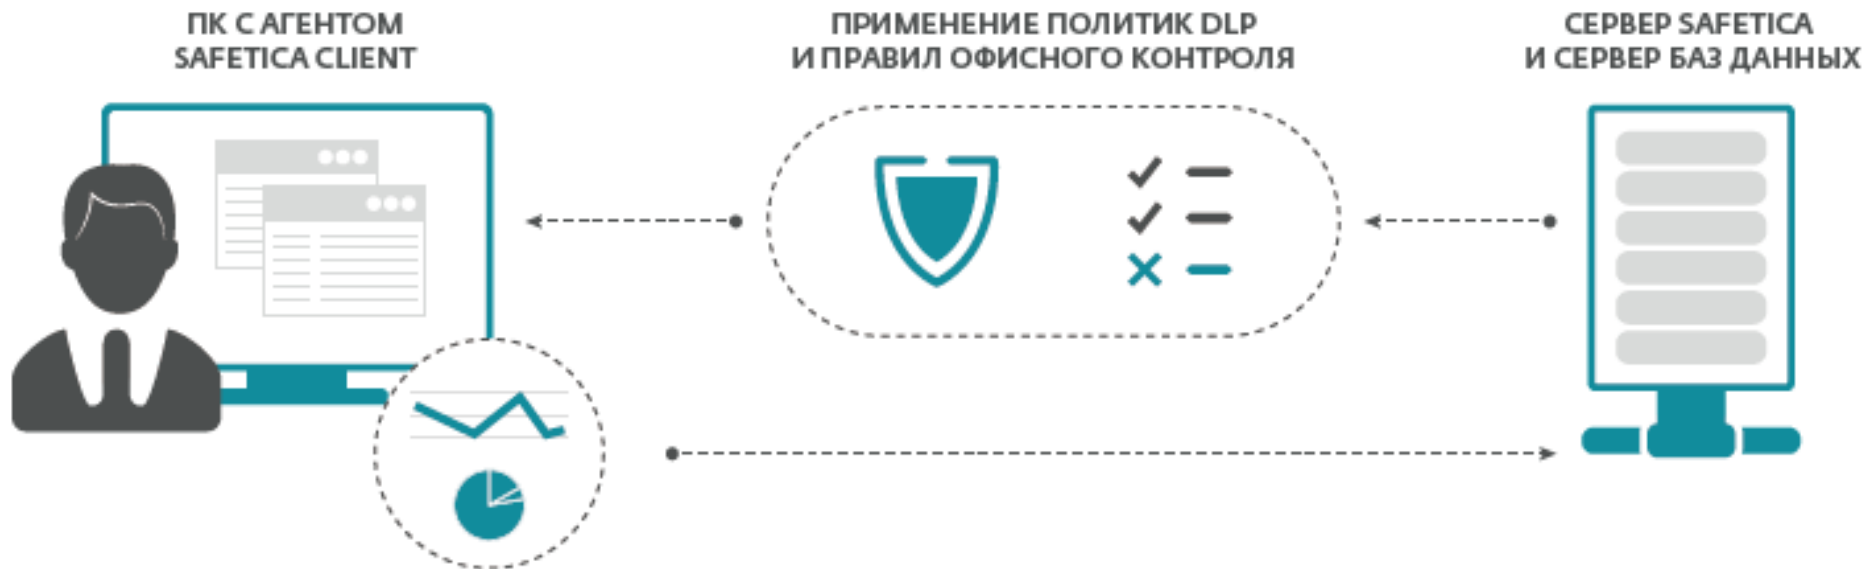 ПК С АГЕНТОМ
SAFETICA CLIENT
ПРИМЕНЕНИЕ ПОЛИТИК DLP
И ПРАВИЛ ОФИСНОГО КОНТРОЛЯ
СЕРВЕР SAFETICA
И СЕРВЕР БАЗ ДАННЫХ